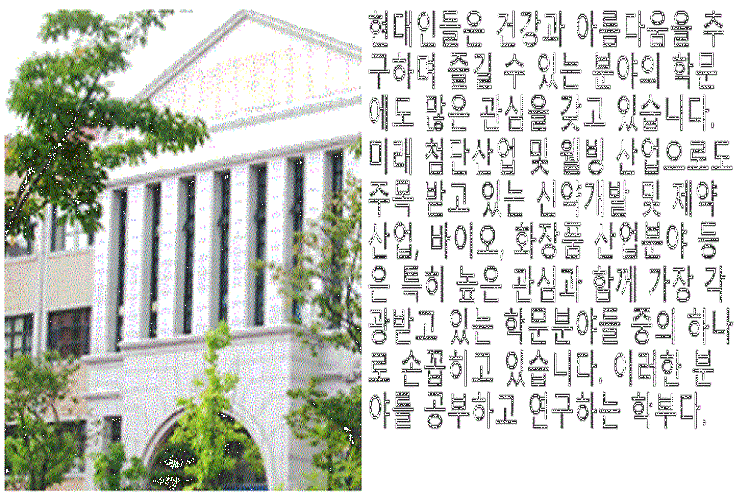 현대인들은 건강과 아름다움을 추
구하며 즐길 수 있는 분야의 학문
에도 많은 관심을 갖고 있습니다.
미래 첨단산업 및 웰빙 산업으로도
주목 받고 있는 신약개발 및 제약
산업, 바이오, 화장품 산업분야 등
은 특히 높은 관심과 함께 가장 각
광받고 있는 학문분야들 중의 하나
로 손꼽히고 있습니다. 이러한 분
야를 공부하고 연구하는 학부다.